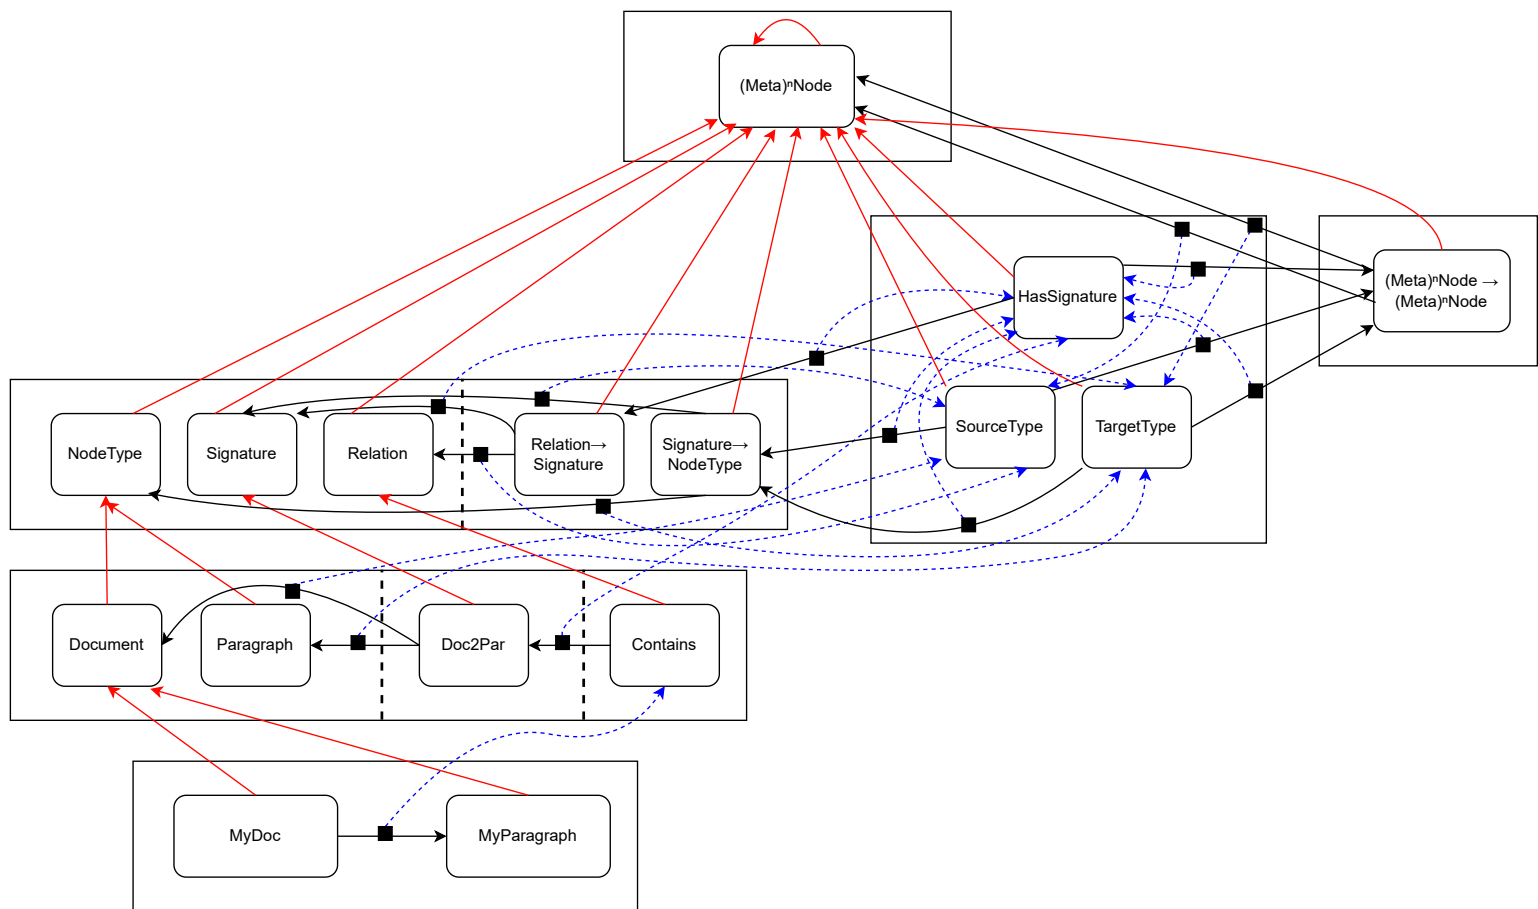 (Meta)ⁿNode
HasSignature
(Meta)ⁿNode →
(Meta)ⁿNode
NodeType
Signature
Relation
Relation→
Signature
Signature→
NodeType
SourceType
TargetType
Document
Paragraph
Doc2Par
Contains
MyDoc
MyParagraph